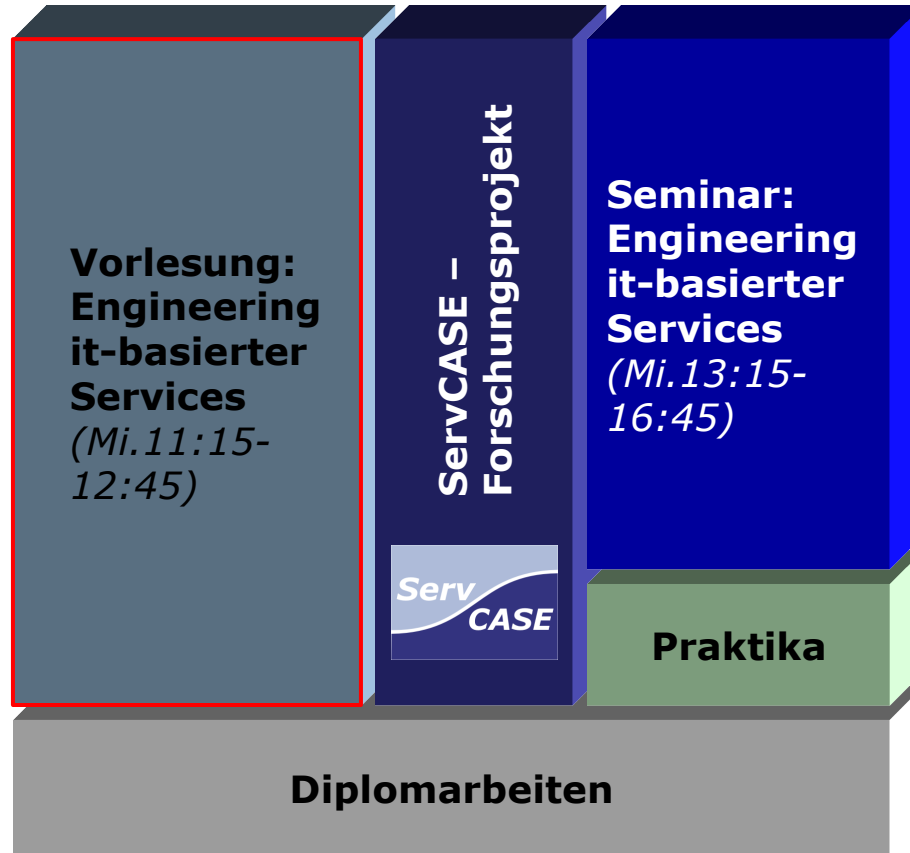 Vorlesung:
Engineering
it-basierter
Services
(Mi.11:15-
12:45)
ServCASE –
Forschungsprojekt
Serv
CASE
Seminar:
Engineering
it-basierter
Services
(Mi.13:15-
16:45)
Praktika
Diplomarbeiten